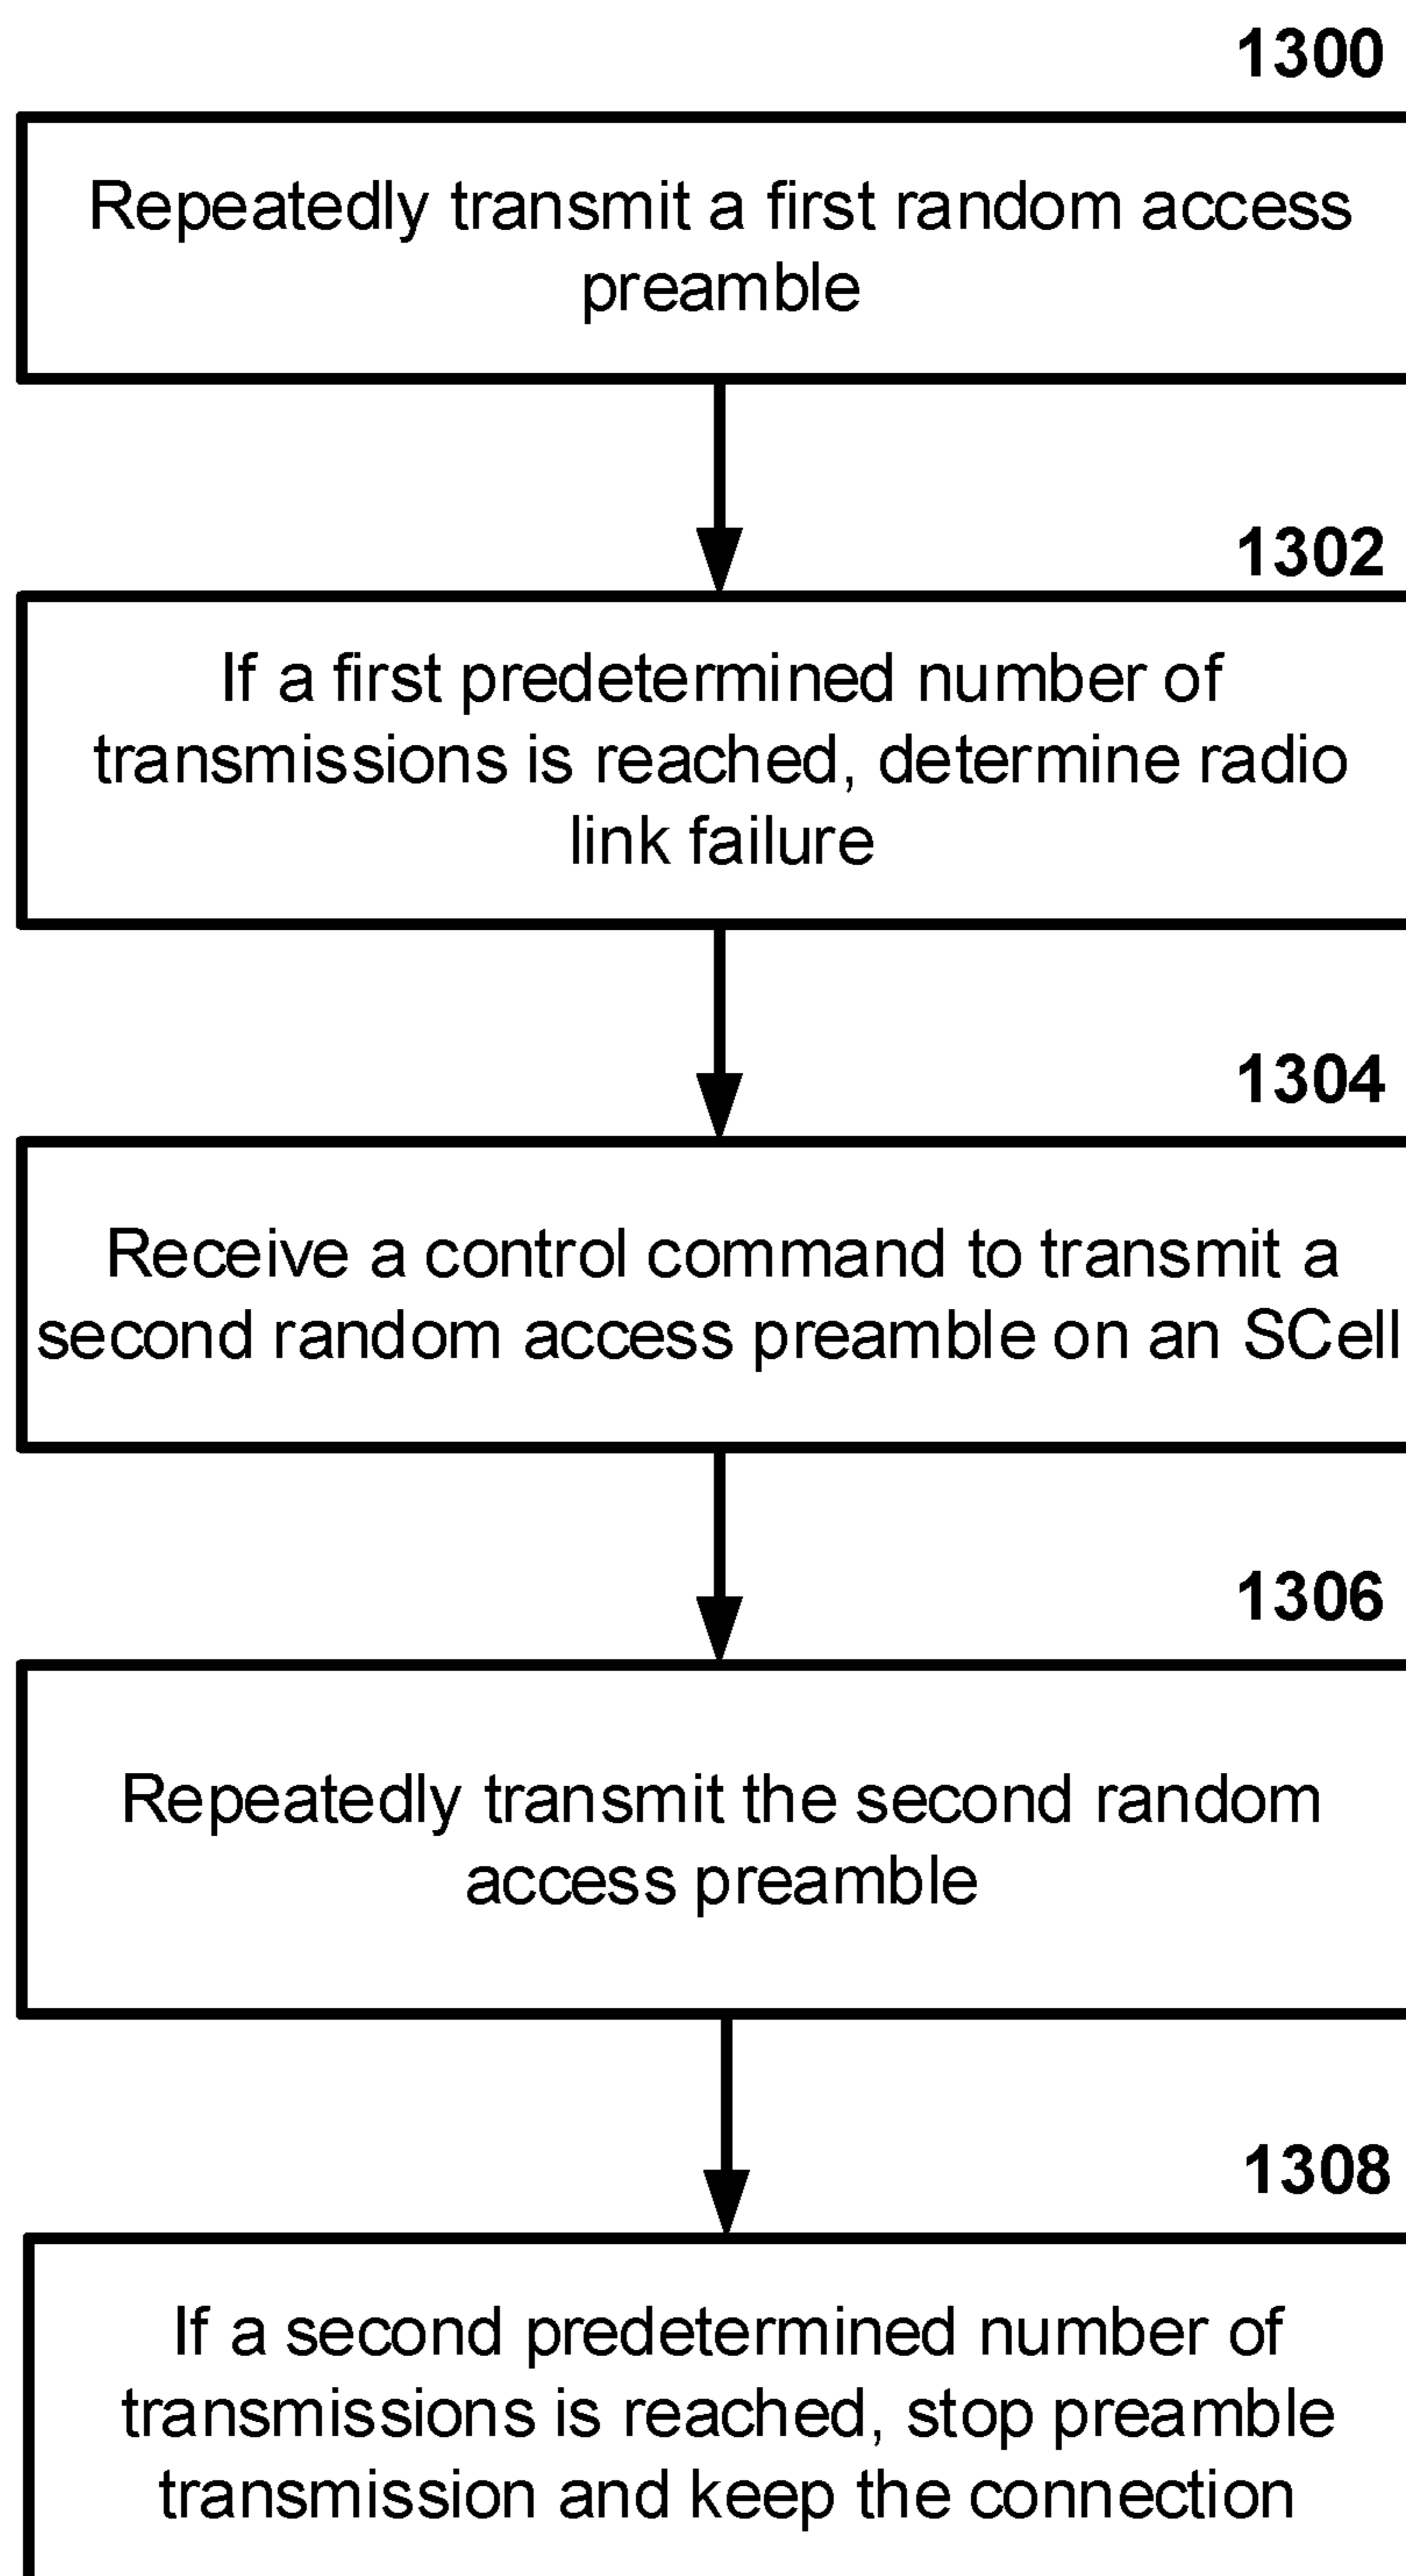 1300
Repeatedly transmit a first random access
preamble
1302
If a first predetermined number of
transmissions is reached, determine radio
link failure
1304
Receive a control command to transmit a
second random access preamble on an SCell
1306
Repeatedly transmit the second random
access preamble
1308
If a second predetermined number of
transmissions is reached, stop preamble
transmission and keep the connection